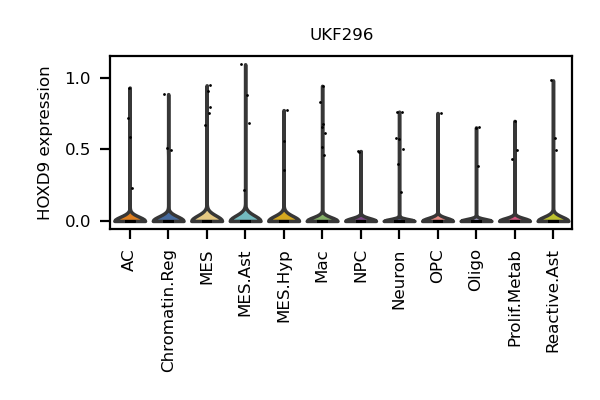 UKF296
HOXD9 expression
1.0
0.5
0.0
AC
Chromatin.Reg
MES
MES.Ast
MES.Hyp
Mac
NPC
Neuron
OPC
Oligo
Prolif.Metab
Reactive.Ast